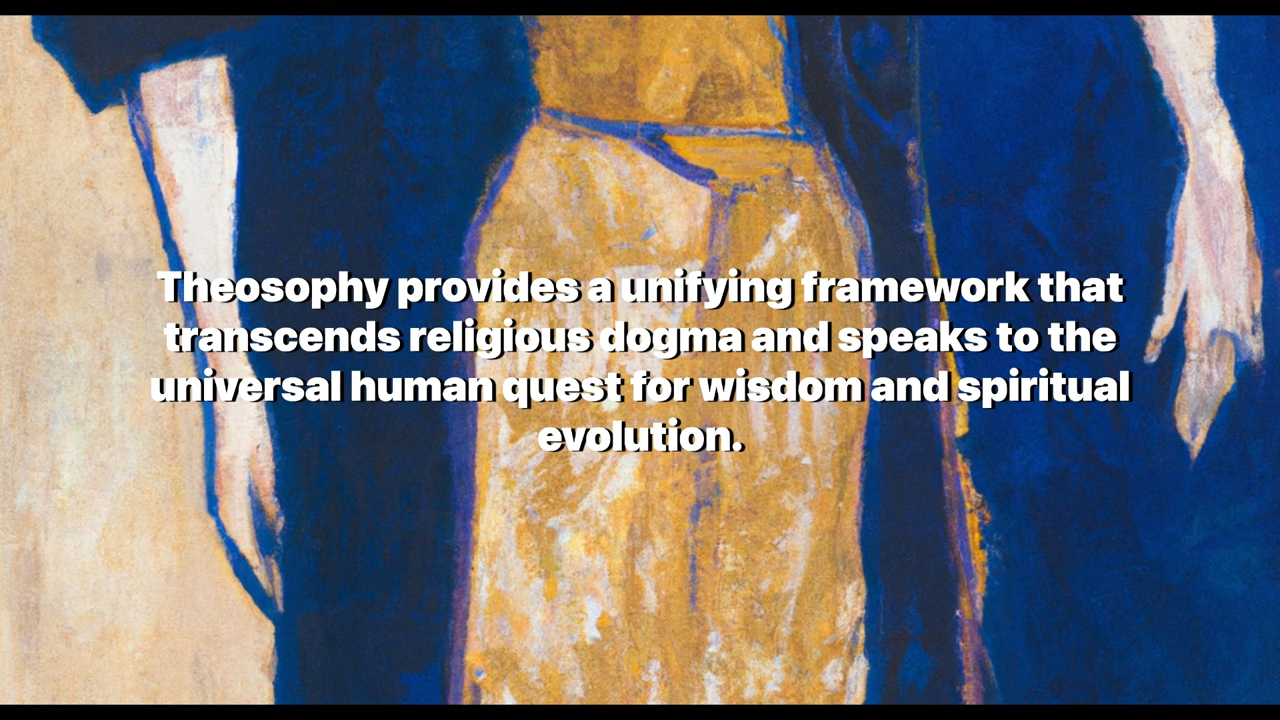 Theosophy provides a unifying framework that
transcends religious dogma and speaks to the
universal human quest for wisdom and spiritual
evolution.